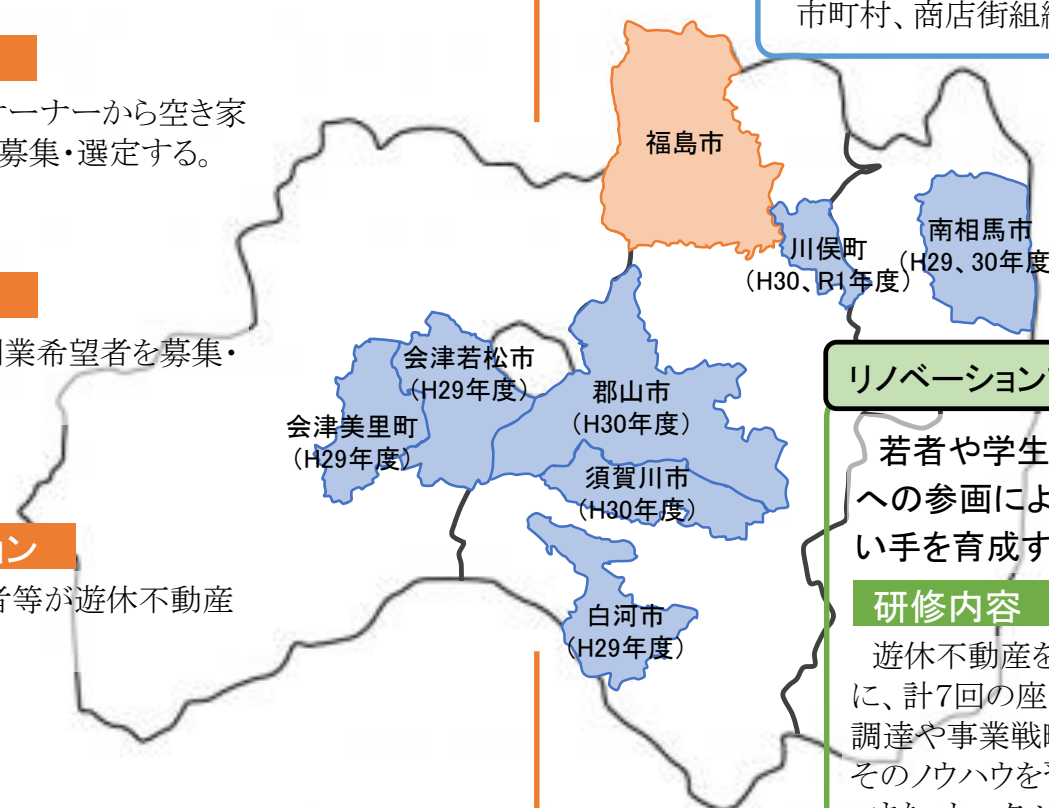 市町村、商店街組
ーナーから空き家
募集・選定する。
業希望者を募集・
ン
者等が遊休不動産
福島市
川俣町
（H30、R1年度）
南相馬市
（H29、30年度
会津若松市
（H29年度）
会津美里町
（H29年度）
郡山市
（H30年度）
須賀川市
（H30年度）
白河市
（H29年度）
リノベーション
若者や学生
への参画によ
い手を育成す
研修内容
遊休不動産を
に、計7回の座
調達や事業戦
そのノウハウを